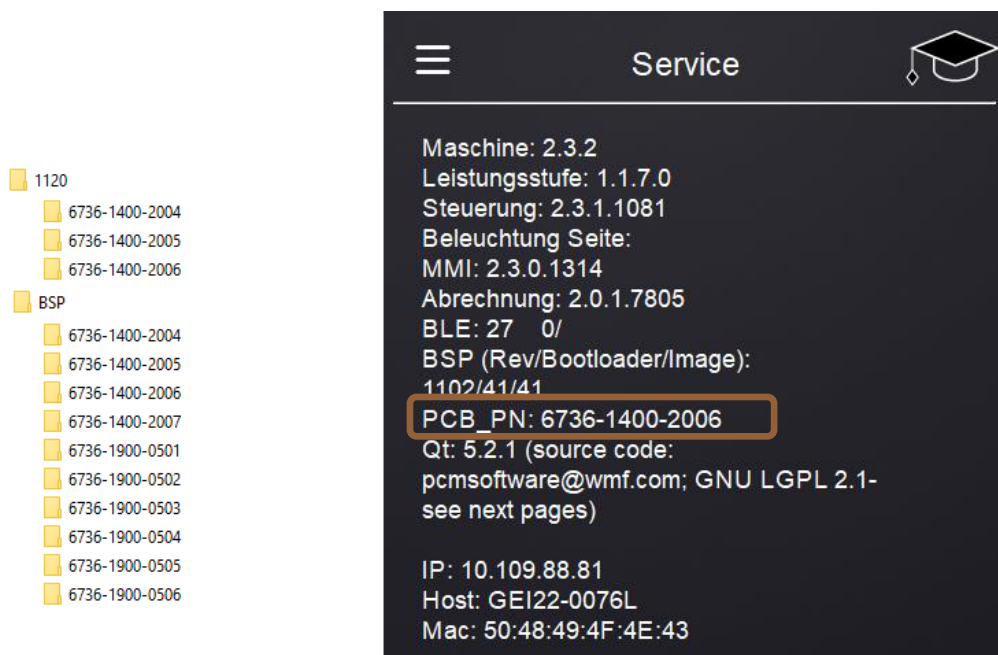 1120
6736-1400-2004
6736-1400-2005
6736-1400-2006
BSP
6736-1400-2004
6736-1400-2005
6736-1400-2006
6736-1400-2007
6736-1900-0501
6736-1900-0502
6736-1900-0503
6736-1900-0504
6736-1900-0505
6736-1900-0506
Service
Maschine: 2.3.2
Leistungsstufe: 1.1.7.0
Steuerung: 2.3.1.1081
Beleuchtung Seite:
MMI: 2.3.0.1314
Abrechnung: 2.0.1.7805
BLE: 27 0/
BSP (Rev/Bootloader/Image):
1102/41/41
PCB_PN: 6736-1400-2006
Qt: 5.2.1 (source code:
pcmsoftware@wmf.com; GNU LGPL 2.1-
see next pages)
IP: 10.109.88.81
Host: GEI22-0076L
Mac: 50:48:49:4F:4E:43